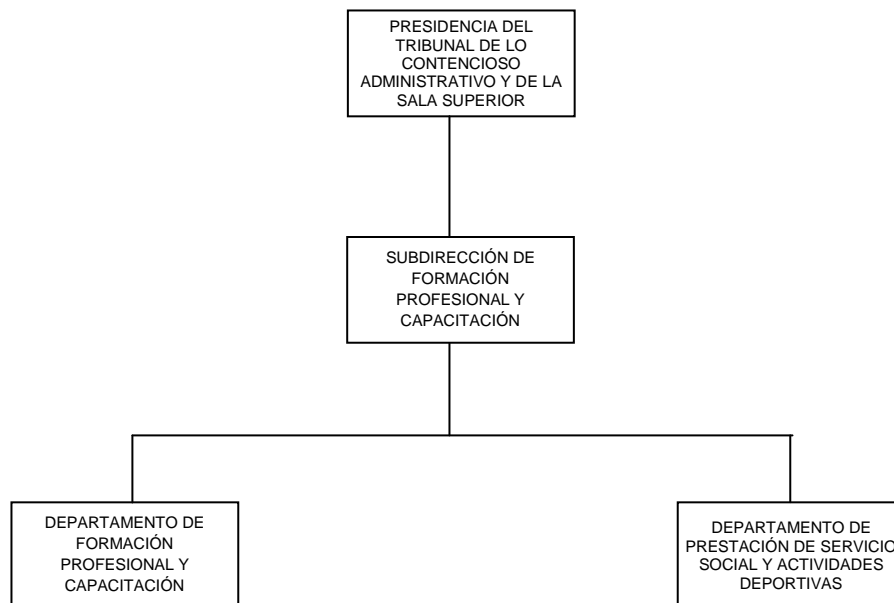 PRESIDENCIA DEL
TRIBUNAL DE LO
CONTENCIOSO
ADMINISTRATIVO Y DE LA
SALA SUPERIOR
SUBDIRECCIÓN DE
FORMACIÓN
PROFESIONAL Y
CAPACITACIÓN
DEPARTAMENTO DE
FORMACIÓN
PROFESIONAL Y
CAPACITACIÓN
DEPARTAMENTO DE
PRESTACIÓN DE SERVICIO
SOCIAL Y ACTIVIDADES
DEPORTIVAS